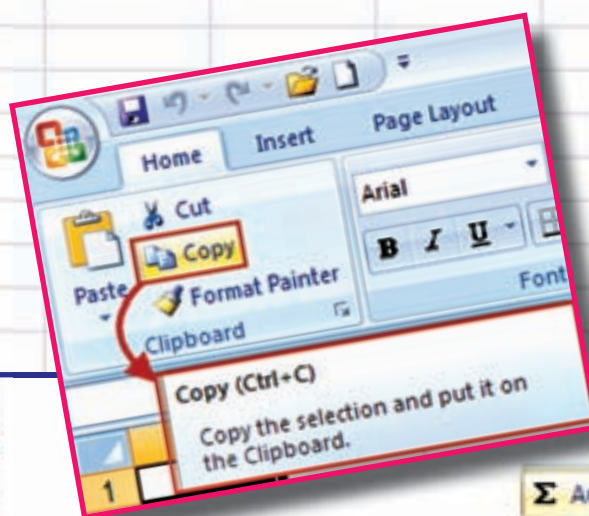 Home Insert Page Layout
Cut
Copy
Paste
Format Painter
Clipboard
Arial
B I U
Font
Copy (Ctrl+C)
Copy the selection and put it on
the Clipboard.
1
Σ